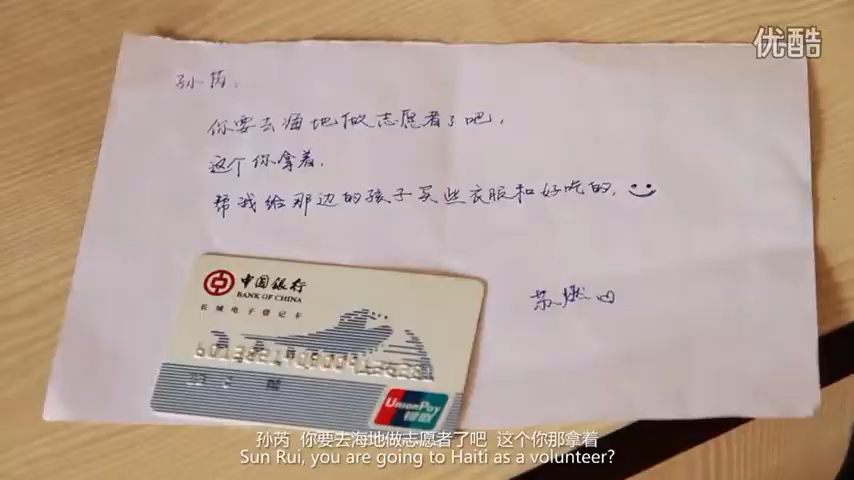 优酷
孙芮:
你要去海地做志愿者了吧,
这个你拿着,
帮我给那边的孩子买些衣服和好吃的,
中国银行
BANK OF CHINA
长城电子借记卡
UnionPay
银联
孙芮 你要去海地做志愿者了吧 这个你那拿着
Sun Rui, you are going to Haiti as a volunteer?